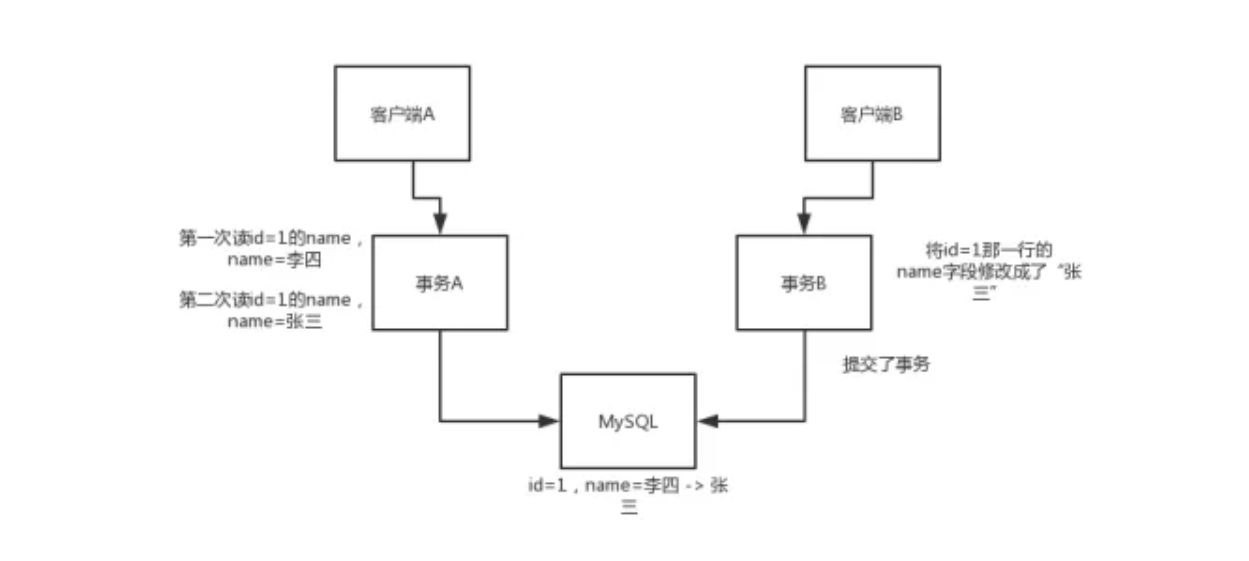 客户端A
客户端B
第一次读id=1的name，
name=李四
第二次读id=1的name，
name=张三
事务A
事务B
将id=1那一行的
name字段修改成了“张
三”
提交了事务
MySQL
id=1，name=李四 -> 张
三